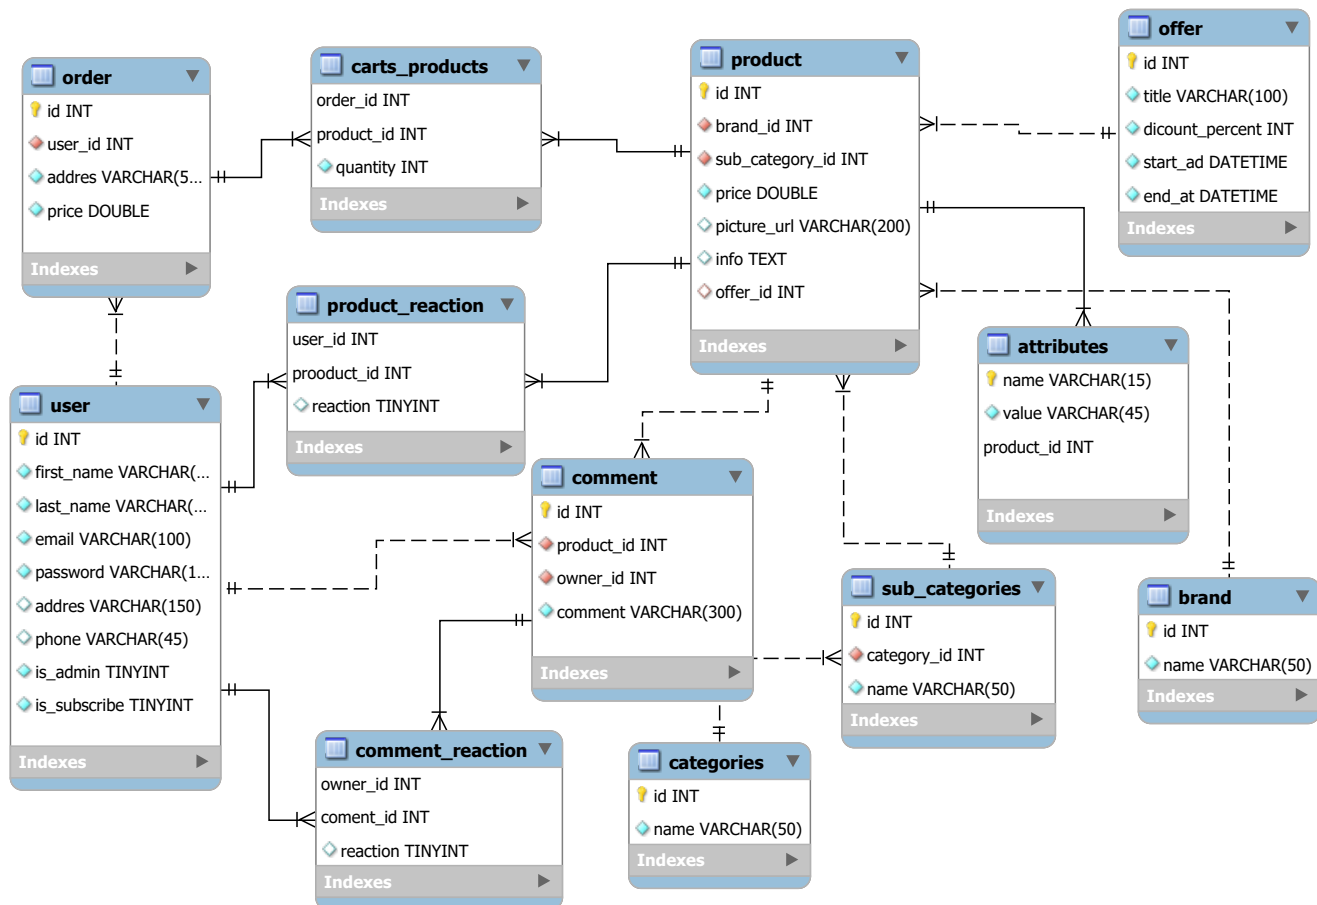 order
id INT
user_id INT
addres VARCHAR(5...
price DOUBLE
Indexes
carts_products
order_id INT
product_id INT
quantity INT
Indexes
product
id INT
brand_id INT
sub_category_id INT
price DOUBLE
picture_url VARCHAR(200)
info TEXT
offer_id INT
Indexes
offer
id INT
title VARCHAR(100)
dicount_percent INT
start_ad DATETIME
end_at DATETIME
Indexes
product_reaction
user_id INT
prooduct_id INT
reaction TINYINT
Indexes
attributes
name VARCHAR(15)
value VARCHAR(45)
product_id INT
Indexes
user
id INT
first_name VARCHAR(...
last_name VARCHAR(...
email VARCHAR(100)
password VARCHAR(1...
addres VARCHAR(150)
phone VARCHAR(45)
is_admin TINYINT
is_subscribe TINYINT
Indexes
comment
id INT
product_id INT
owner_id INT
comment VARCHAR(300)
Indexes
sub_categories
id INT
category_id INT
name VARCHAR(50)
Indexes
brand
id INT
name VARCHAR(50)
Indexes
comment_reaction
owner_id INT
coment_id INT
reaction TINYINT
Indexes
categories
id INT
name VARCHAR(50)
Indexes